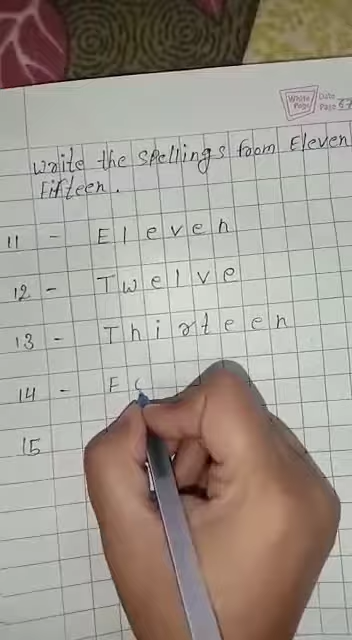 White Page
Date
Page
Write the spellings from Eleven
Fifteen.
11 - Eleven
12 - Twelve
13 - Thirteen
14 - F
15